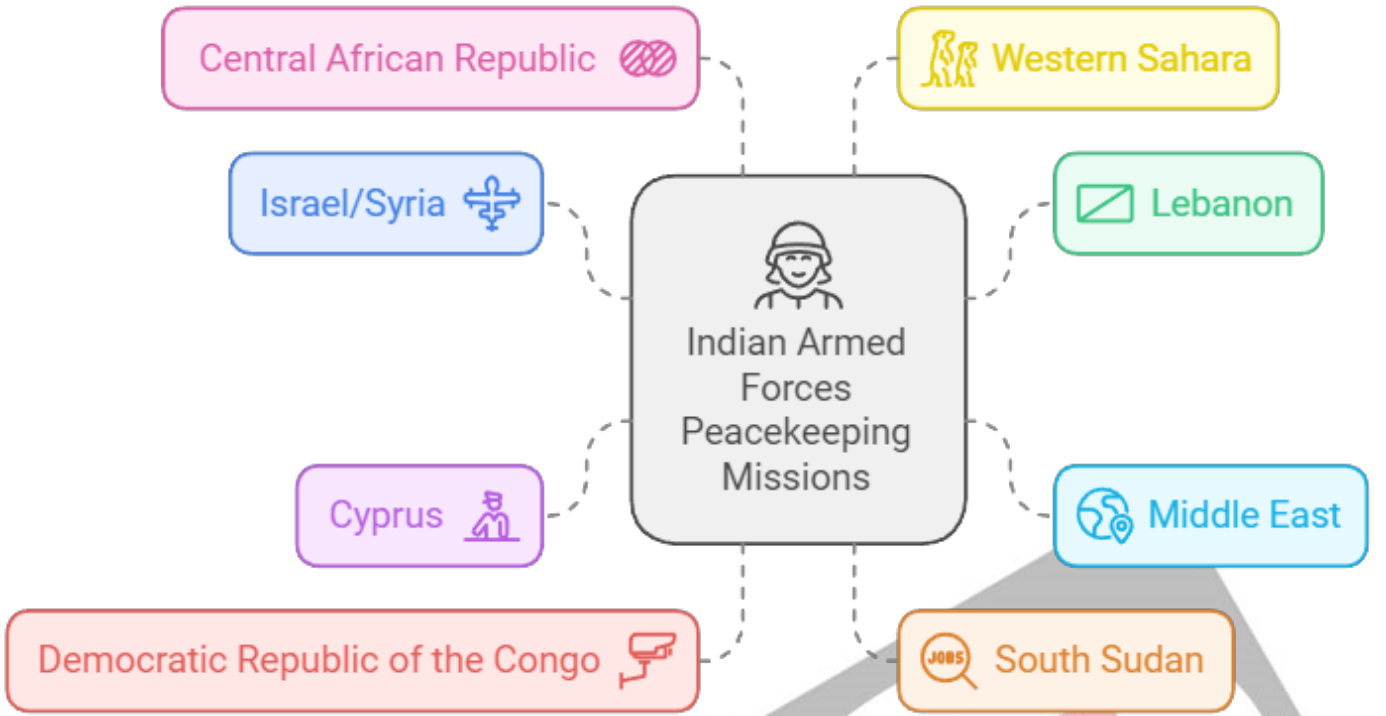 Central African Republic
Western Sahara
Israel/Syria
Lebanon
Indian Armed
Forces
Peacekeeping
Missions
Cyprus
Middle East
Democratic Republic of the Congo
JOBS
South Sudan